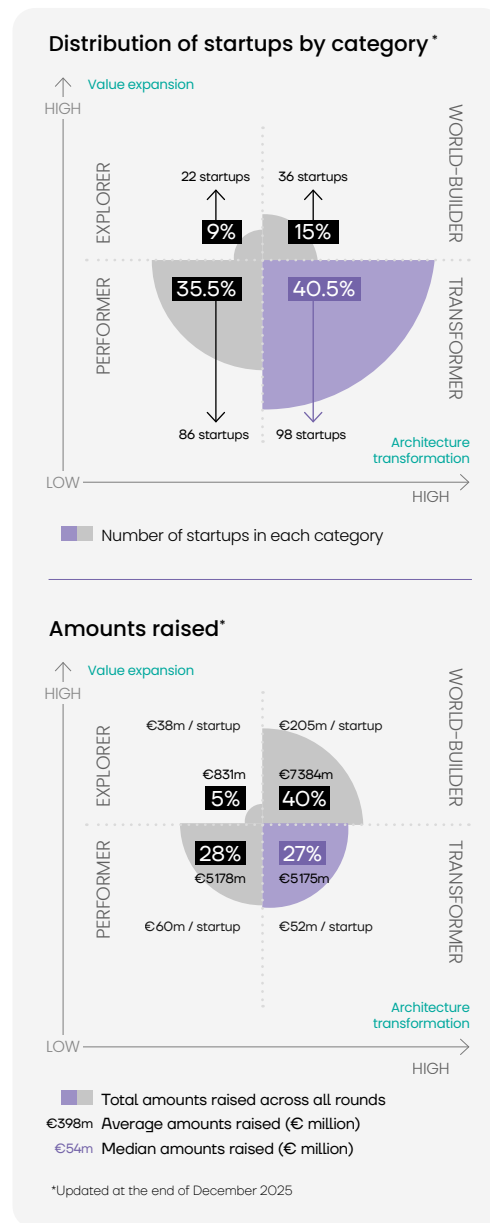 Distribution of startups by category*
Value expansion
HIGH
EXPLORER
WORLD-BUILDER
22 startups
36 startups
9%
15%
35.5%
40.5%
PERFORMER
TRANSFORMER
86 startups
98 startups
Architecture
transformation
LOW
HIGH
Number of startups in each category
Amounts raised*
Value expansion
HIGH
EXPLORER
WORLD-BUILDER
€38m / startup
€205m / startup
€831m
€7384m
5%
40%
28%
27%
€5178m
€5175m
PERFORMER
TRANSFORMER
€60m / startup
€52m / startup
Architecture
transformation
LOW
HIGH
Total amounts raised across all rounds
€398m Average amounts raised (€ million)
€54m Median amounts raised (€ million)
*Updated at the end of December 2025